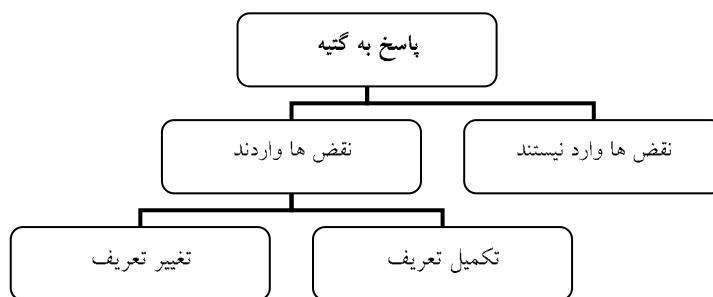 پاسخ به گتیه
نقض ها وارد نیستند
نقض ها واردند
تکمیل تعریف
تغییر تعریف